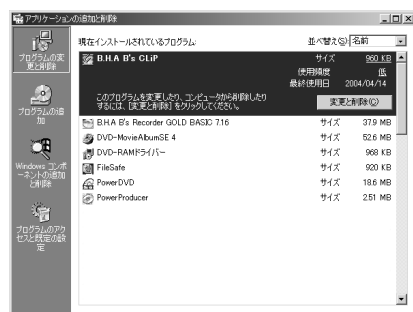 アプリケーションの追加と削除
プログラムの変
更と削除
プログラムの追
加
Windows コンポ
ーネントの追加
と削除
プログラムのアク
セスと既定の設
定
現在インストールされているプログラム:
並べ替え(S): 名前
B.H.A B's CLiP
サイズ 960 KB
使用頻度 低
最終使用日 2004/04/14
このプログラムを変更したり、コンピュータから削除したり
するには、[変更と削除] をクリックしてください。
変更と削除(C)
B.H.A B's Recorder GOLD BASIC 7.16 サイズ 37.9 MB
DVD-MovieAlbumSE 4 サイズ 52.6 MB
DVD-RAMドライバー サイズ 968 KB
FileSafe サイズ 920 KB
PowerDVD サイズ 18.6 MB
PowerProducer サイズ 2.51 MB